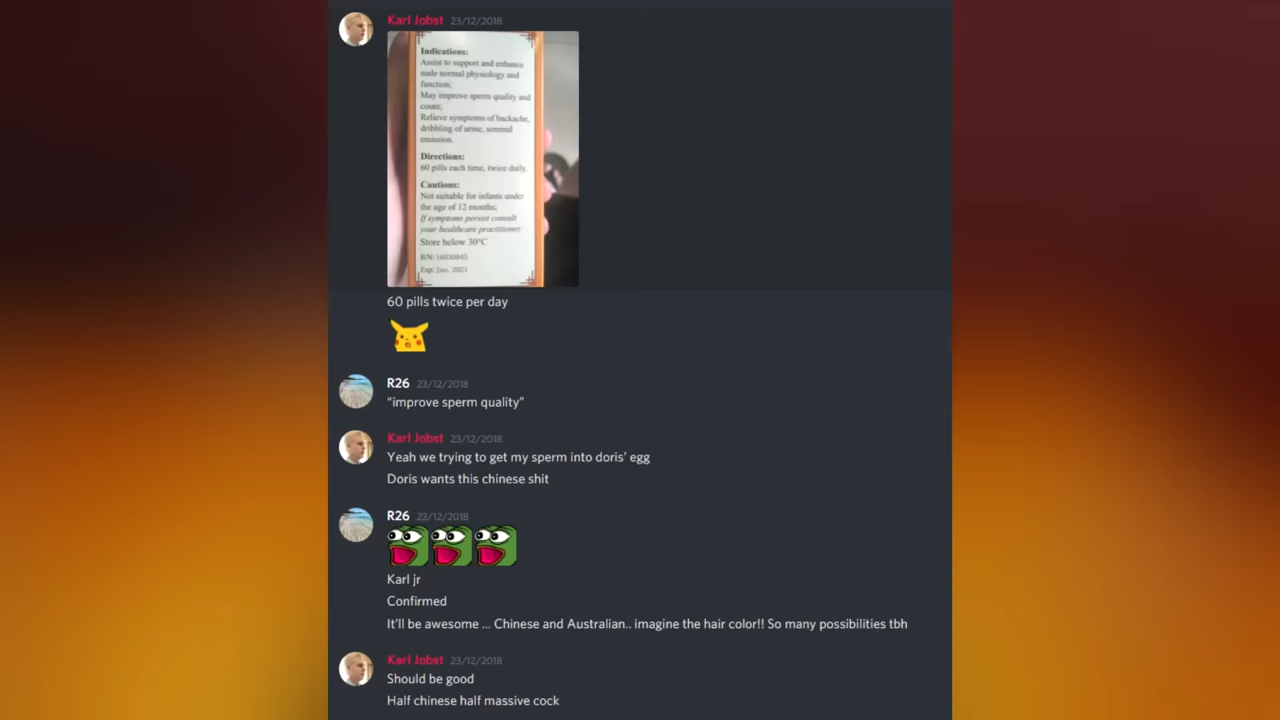 Karl Jobst 23/12/2018
Indications:
Assist to support and enhance
male normal physiology and
function;
May improve sperm quality and
count;
Relieve symptoms of backache,
dribbling of urine, seminal
emission.
Directions:
60 pills each time, twice daily.
Cautions:
Not suitable for infants under
the age of 12 months;
If symptoms persist consult
your healthcare practitioner
Store below 30°C
B/N: 16030045
Exp: Jan. 2021
60 pills twice per day
R26 23/12/2018
“improve sperm quality”
Karl Jobst 23/12/2018
Yeah we trying to get my sperm into doris’ egg
Doris wants this chinese shit
R26 23/12/2018
Karl jr
Confirmed
It’ll be awesome ... Chinese and Australian.. imagine the hair color!! So many possibilities tbh
Karl Jobst 23/12/2018
Should be good
Half chinese half massive cock